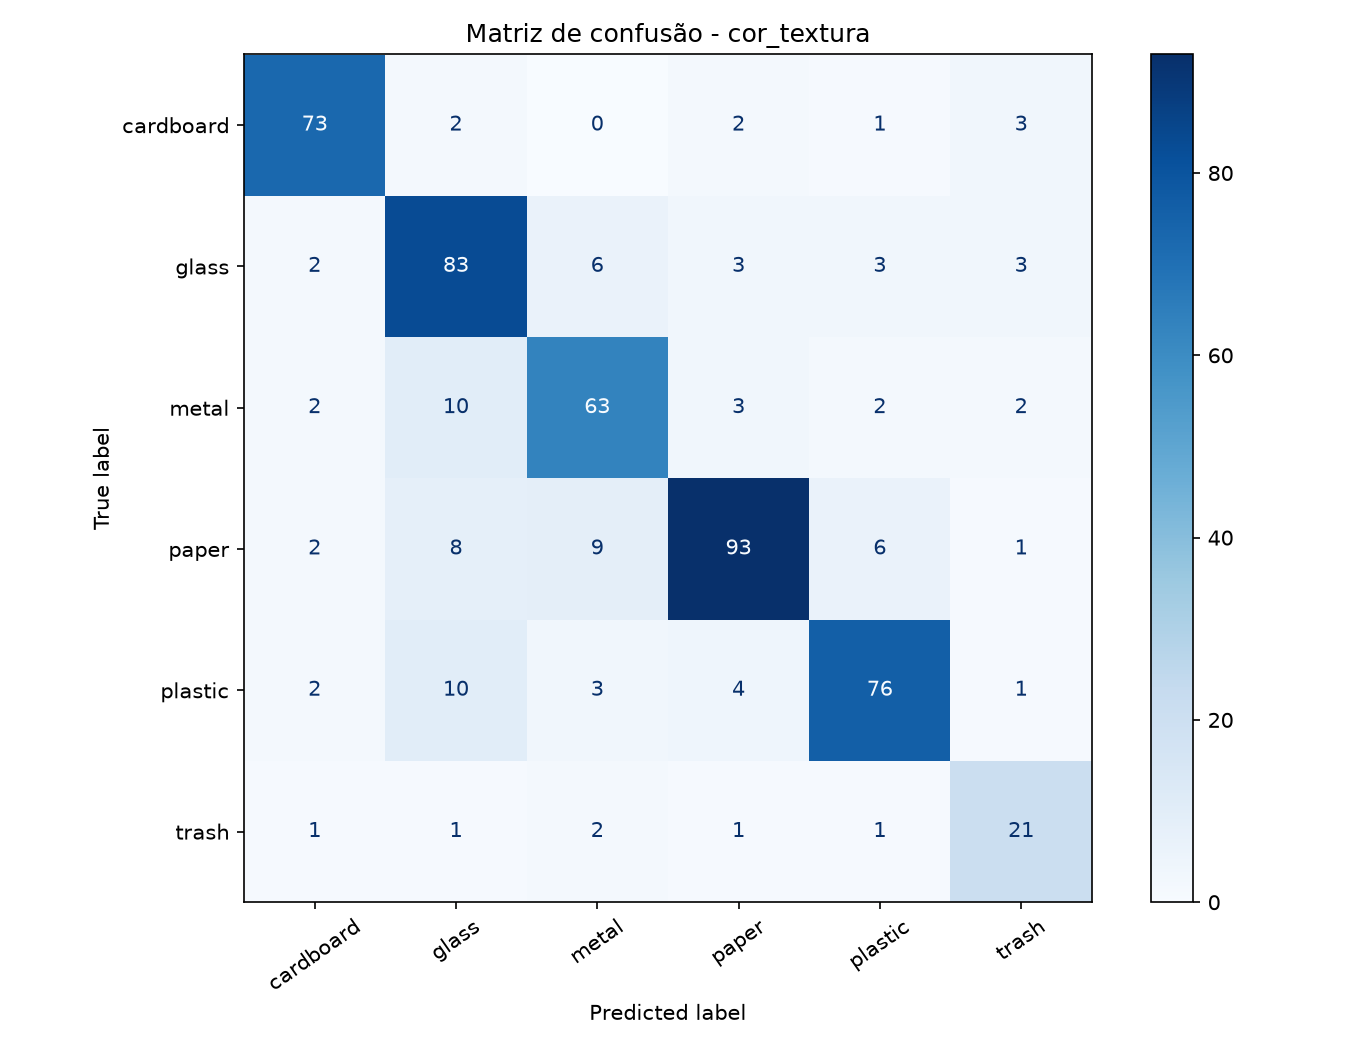 Matriz de confusão - cor_textura
cardboard 73 2 0 2 1 3
glass 2 83 6 3 3 3
metal 2 10 63 3 2 2
paper 2 8 9 93 6 1
plastic 2 10 3 4 76 1
trash 1 1 2 1 1 21
cardboard glass metal paper plastic trash
Predicted label
True label
80
60
40
20
0